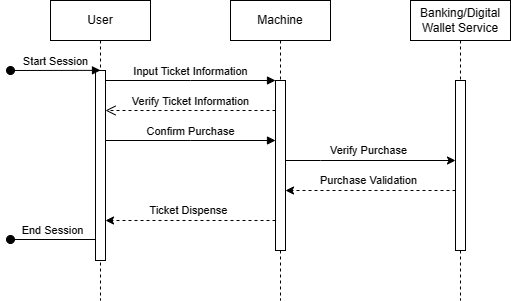 User
Machine
Banking/Digital
Wallet Service
Start Session
Input Ticket Information
Verify Ticket Information
Confirm Purchase
Verify Purchase
Purchase Validation
Ticket Dispense
End Session